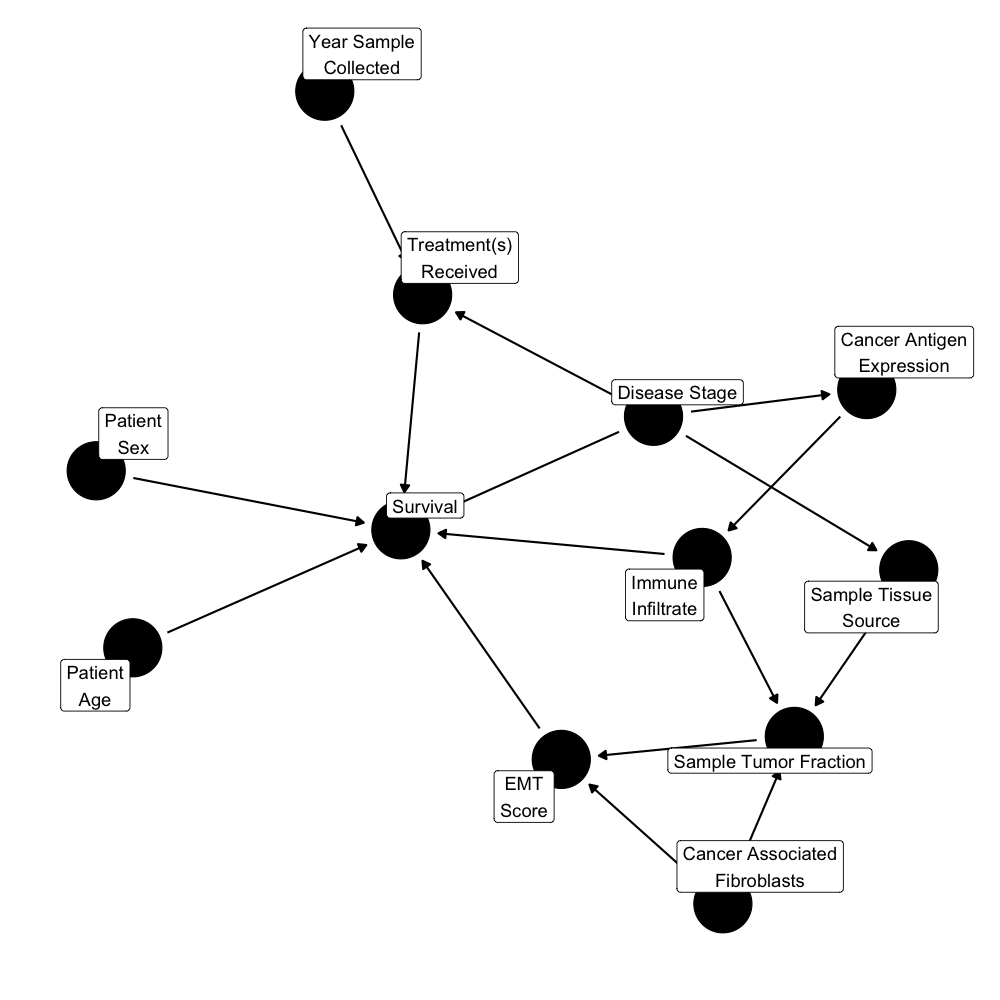 Year Sample
Collected
Treatment(s)
Received
Cancer Antigen
Expression
Disease Stage
Patient
Sex
Survival
Immune
Infiltrate
Sample Tissue
Source
Patient
Age
Sample Tumor Fraction
EMT
Score
Cancer Associated
Fibroblasts